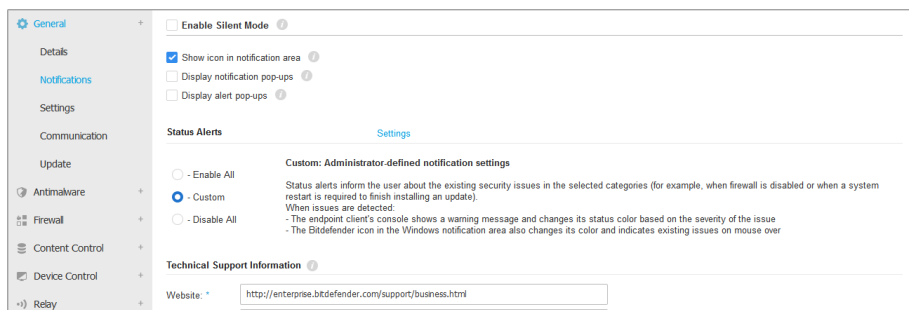 General +
Details
Notifications
Settings
Communication
Update
Antimalware +
Firewall +
Content Control +
Device Control +
Relay +
Enable Silent Mode i
Show icon in notification area i
Display notification pop-ups i
Display alert pop-ups i
Status Alerts Settings
- Enable All
- Custom
- Disable All
Custom: Administrator-defined notification settings
Status alerts inform the user about the existing security issues in the selected categories (for example, when firewall is disabled or when a system
restart is required to finish installing an update).
When issues are detected:
- The endpoint client's console shows a warning message and changes its status color based on the severity of the issue
- The Bitdefender icon in the Windows notification area also changes its color and indicates existing issues on mouse over
Technical Support Information i
Website: * http://enterprise.bitdefender.com/support/business.html